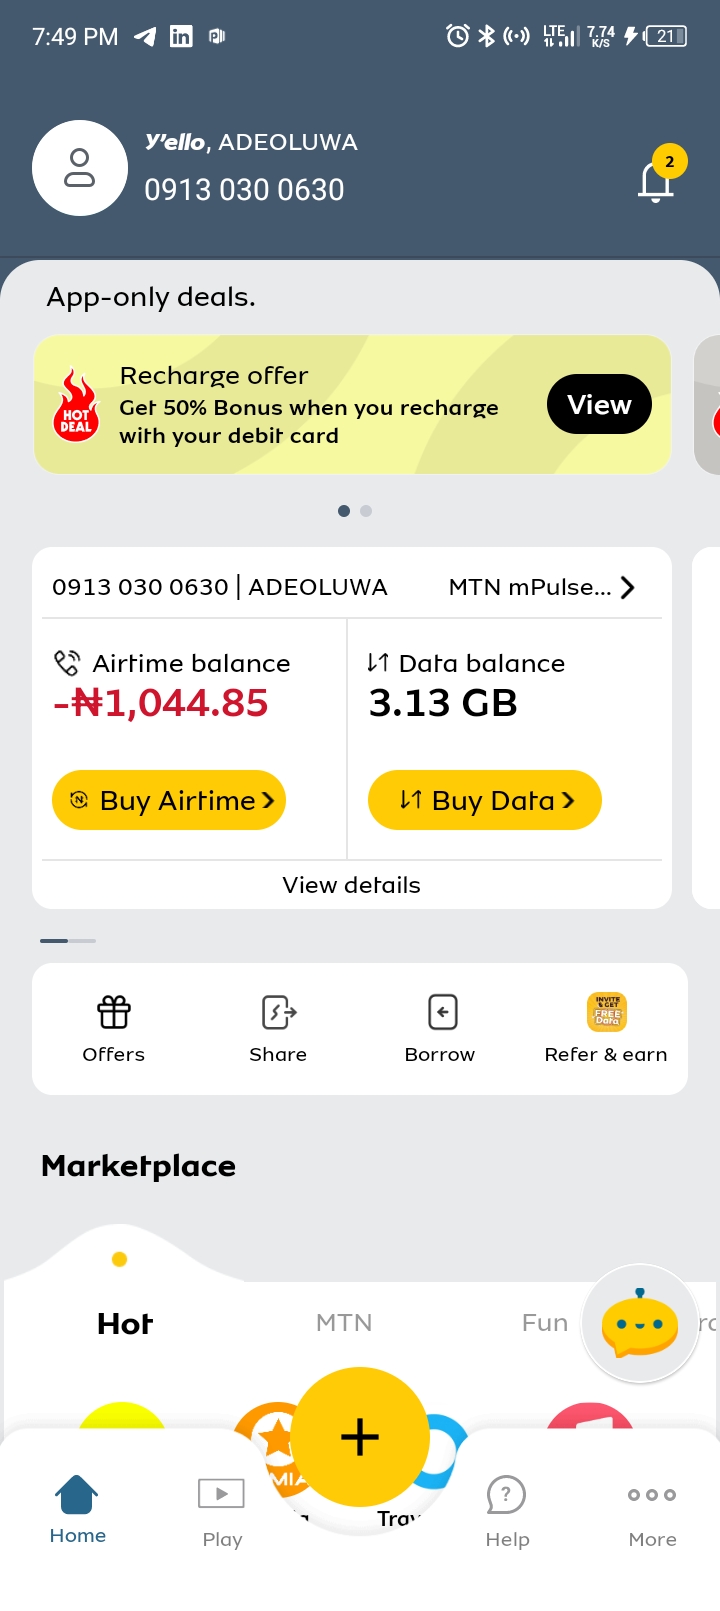 7:49 PM
LTE 7.74 K/S 21
Y'ello, ADEOLUWA
0913 030 0630
2
App-only deals.
HOT DEAL
Recharge offer
Get 50% Bonus when you recharge
with your debit card
View
0913 030 0630 | ADEOLUWA MTN mPulse...
Airtime balance
-₦1,044.85
Data balance
3.13 GB
Buy Airtime
Buy Data
View details
INVITE & GET FREE Data
Offers Share Borrow Refer & earn
Marketplace
Hot MTN Fun
Home Play Help More